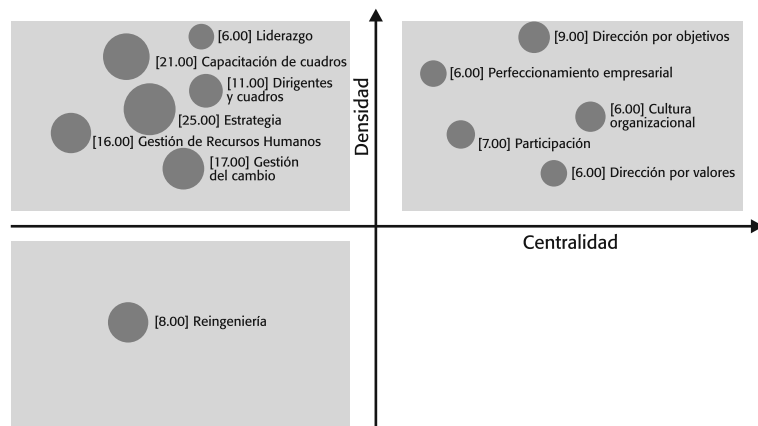 [6.00] Liderazgo
[21.00] Capacitación de cuadros
[11.00] Dirigentes
y cuadros
[25.00] Estrategia
[16.00] Gestión de Recursos Humanos
[17.00] Gestión
del cambio
Densidad
[9.00] Dirección por objetivos
[6.00] Perfeccionamiento empresarial
[6.00] Cultura
organizacional
[7.00] Participación
[6.00] Dirección por valores
Centralidad
[8.00] Reingeniería